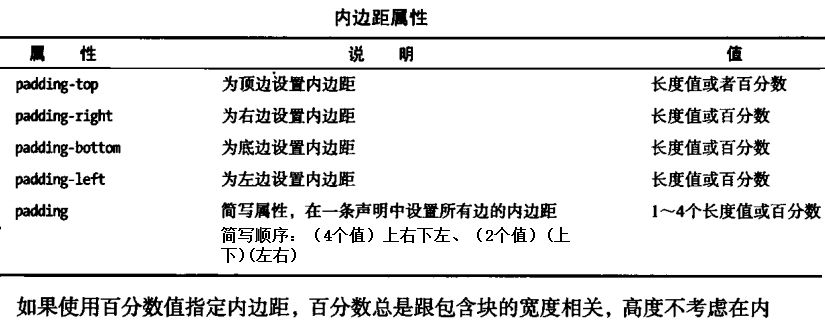 内边距属性
属 性 说 明 值
padding-top 为顶边设置内边距 长度值或者百分数
padding-right 为右边设置内边距 长度值或百分数
padding-bottom 为底边设置内边距 长度值或百分数
padding-left 为左边设置内边距 长度值或百分数
padding 简写属性，在一条声明中设置所有边的内边距 1～4个长度值或百分数
简写顺序：（4个值）上右下左、（2个值）(上
下)(左右)
如果使用百分数值指定内边距，百分数总是跟包含块的宽度相关，高度不考虑在内